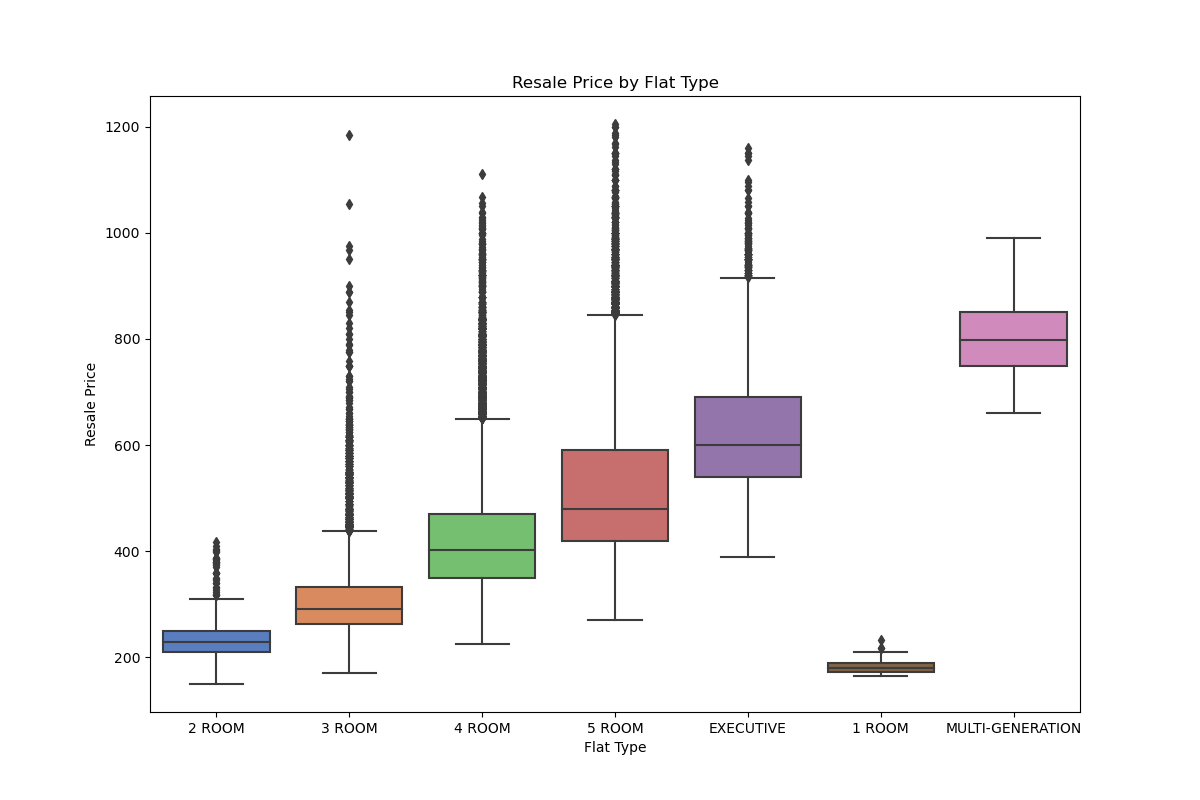 Resale Price by Flat Type
Resale Price
1200
1000
800
600
400
200
2 ROOM
3 ROOM
4 ROOM
5 ROOM
EXECUTIVE
1 ROOM
MULTI-GENERATION
Flat Type